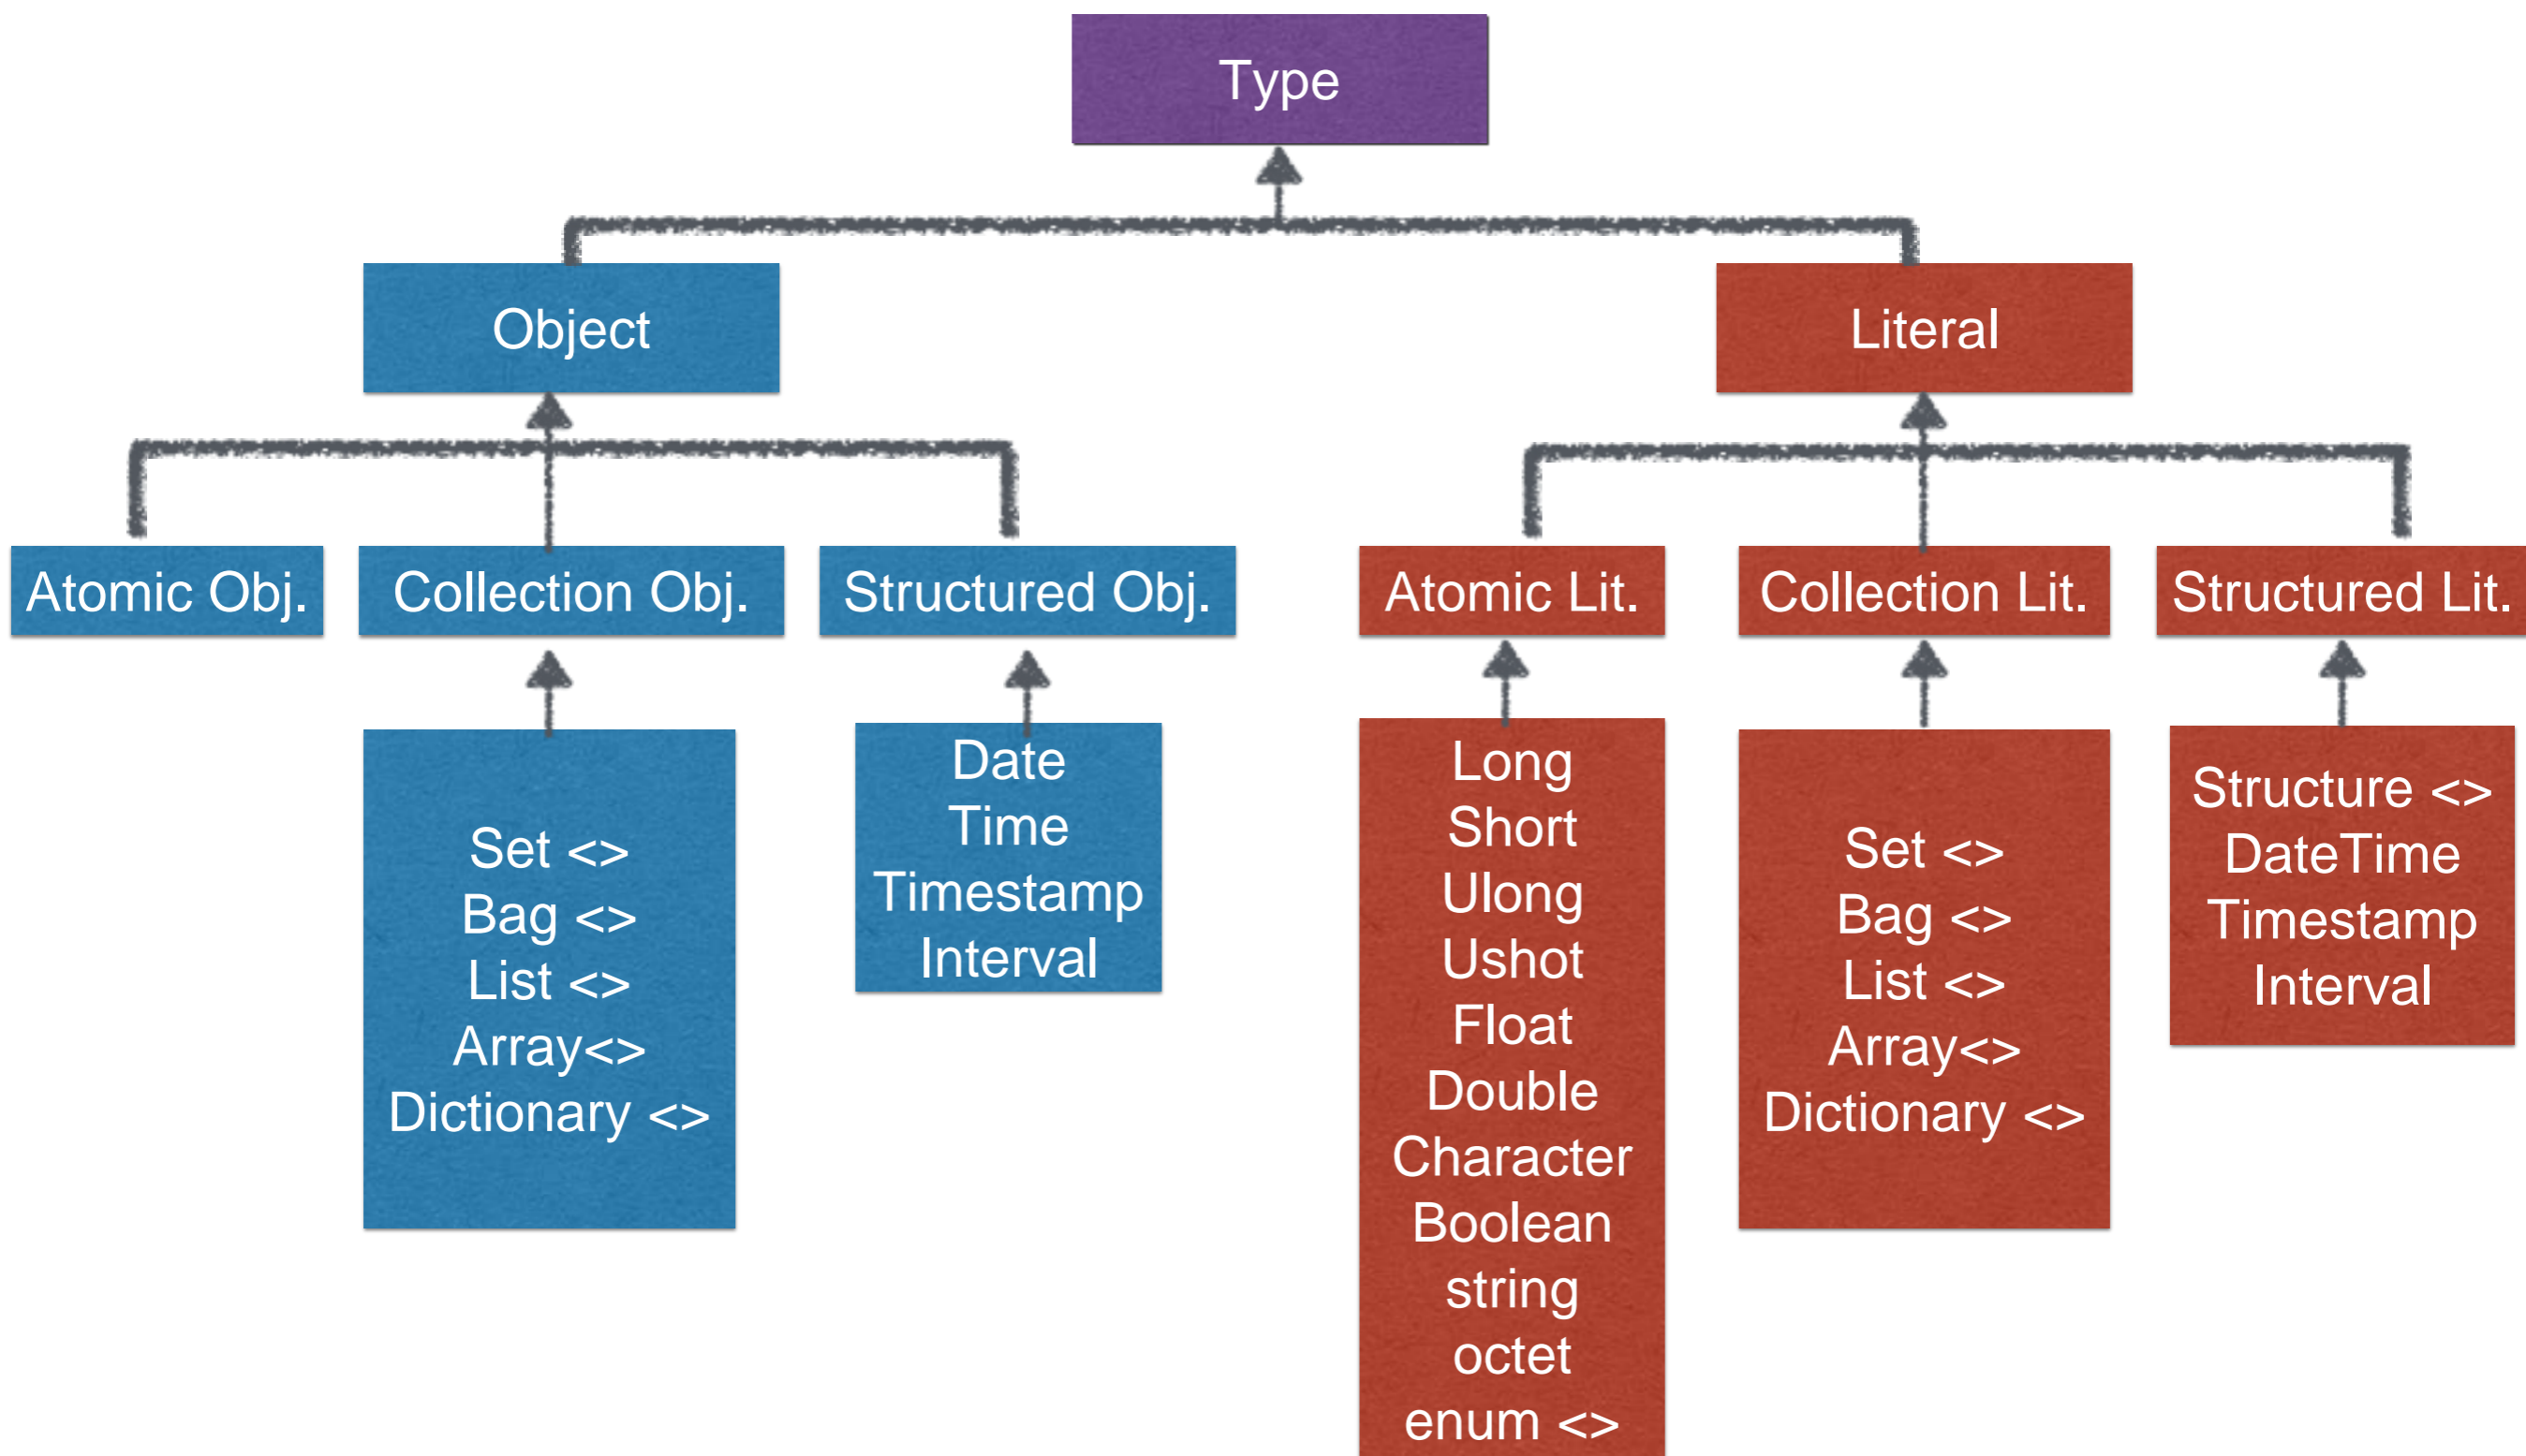 Type
Object
Literal
Atomic Obj.
Collection Obj.
Structured Obj.
Atomic Lit.
Collection Lit.
Structured Lit.
Set <>
Bag <>
List <>
Array<>
Dictionary <>
Date
Time
Timestamp
Interval
Long
Short
Ulong
Ushot
Float
Double
Character
Boolean
string
octet
enum <>
Set <>
Bag <>
List <>
Array<>
Dictionary <>
Structure <>
DateTime
Timestamp
Interval